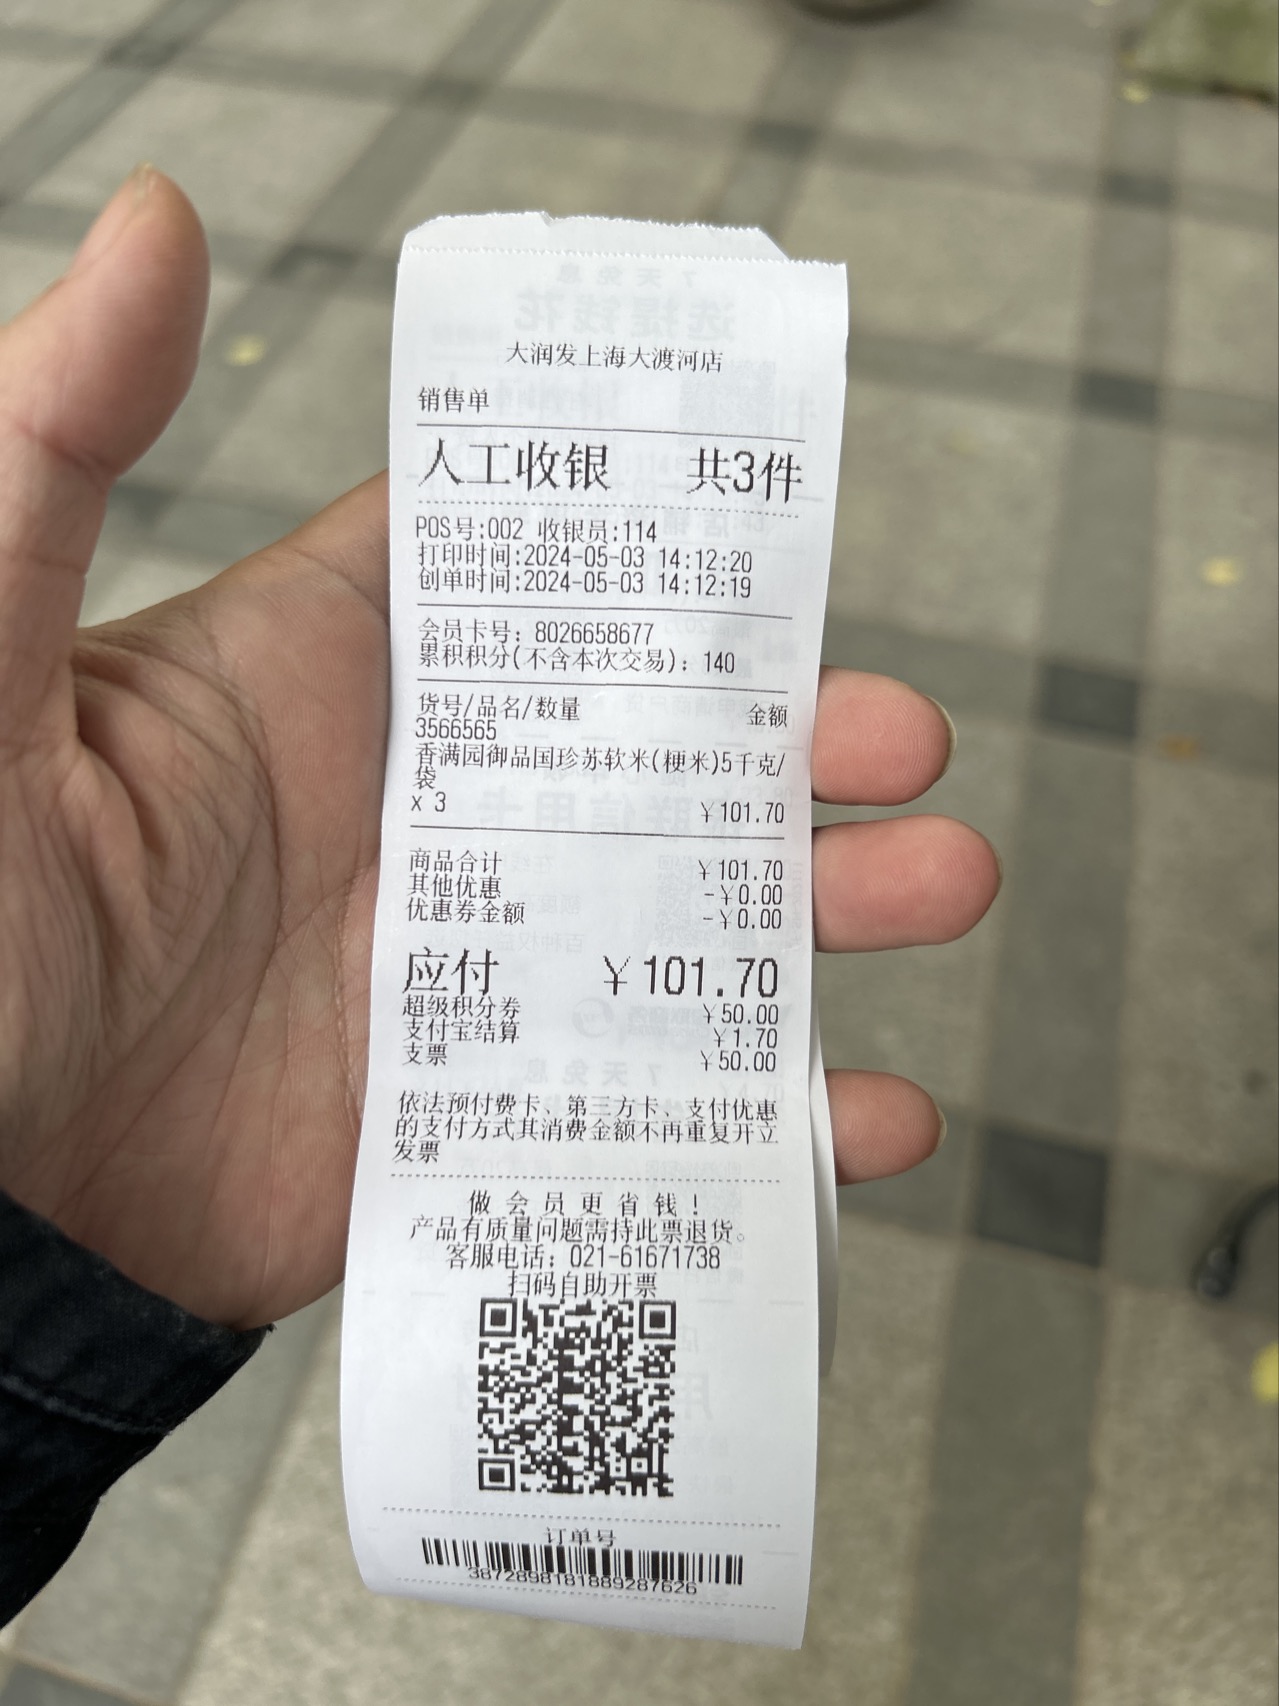 大润发上海大渡河店
销售单
人工收银 共3件
POS号:002 收银员:114
打印时间:2024-05-03 14:12:20
创单时间:2024-05-03 14:12:19
会员卡号: 8026658677
累积积分(不含本次交易): 140
货号/品名/数量 金额
3566565
香满园御品国珍苏软米(粳米)5千克/
袋
x 3 ¥101.70
商品合计 ¥101.70
其他优惠 -¥0.00
优惠券金额 -¥0.00
应付 ¥101.70
超级积分券 ¥50.00
支付宝结算 ¥1.70
支票 ¥50.00
依法预付费卡、第三方卡、支付优惠
的支付方式其消费金额不再重复开立
发票
做会员更省钱!
产品有质量问题需持此票退货。
客服电话: 021-61671738
扫码自助开票
订单号
3872898181889287626